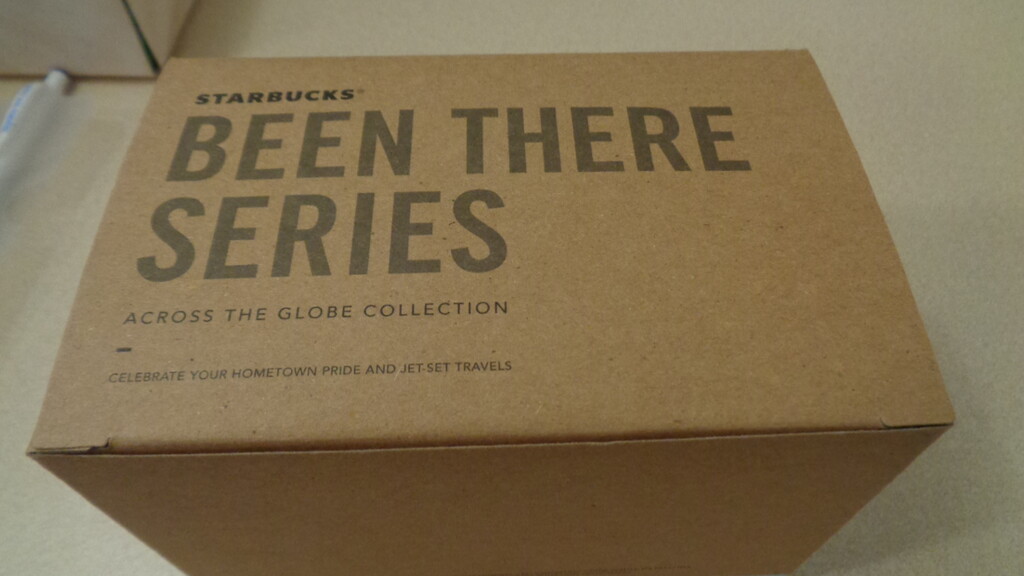 STARBUCKS®
BEEN THERE
SERIES
ACROSS THE GLOBE COLLECTION
–
CELEBRATE YOUR HOMETOWN PRIDE AND JET-SET TRAVELS